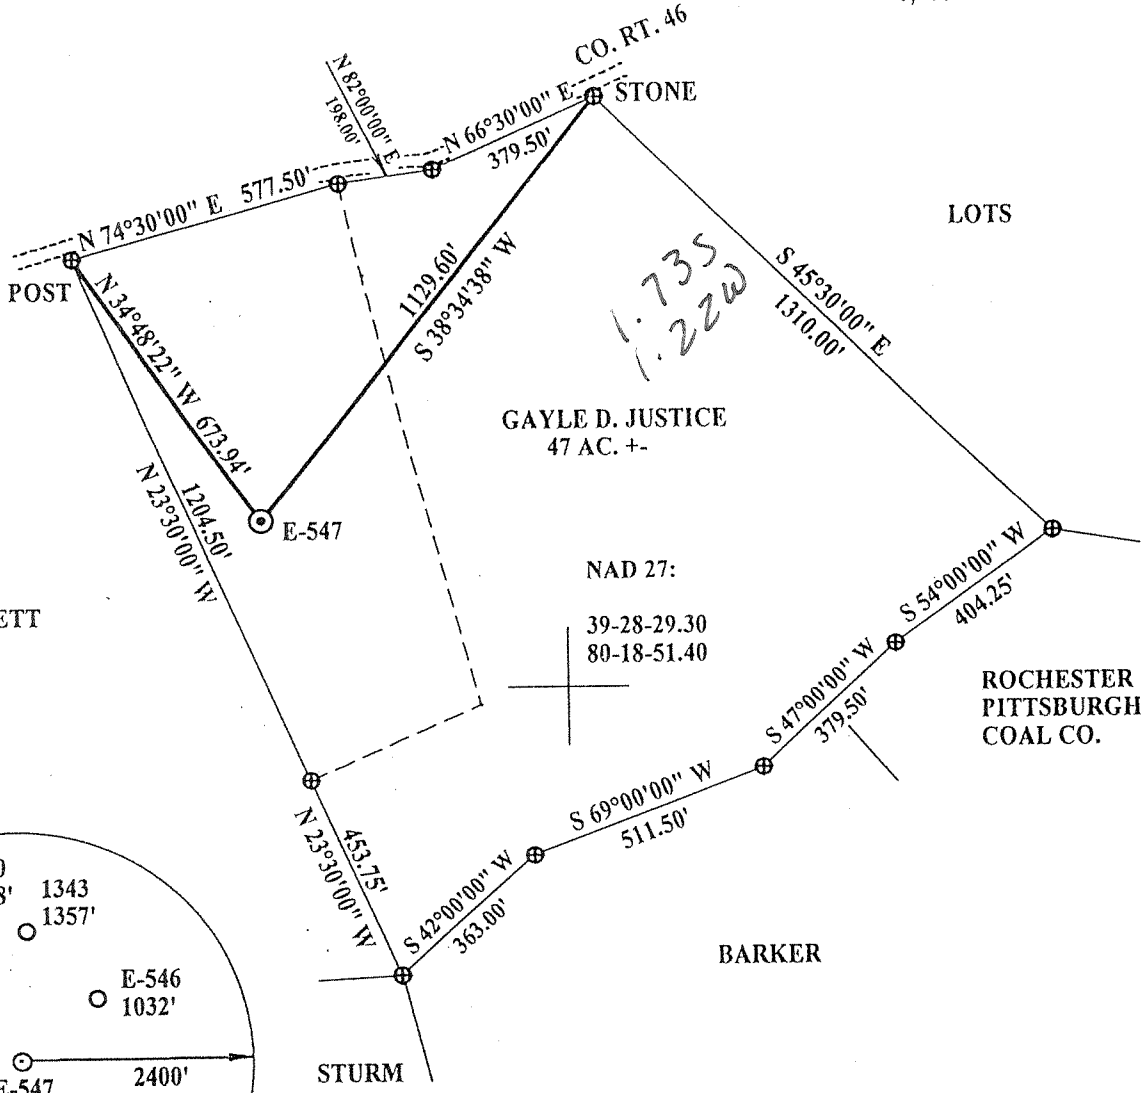 CO. RT. 46
STONE
N 82°00'00" E
198.00'
N 66°30'00" E
379.50'
N 74°30'00" E 577.50'
POST
LOTS
N 34°48'22" W 673.94'
1129.60'
S 38°34'38" W
1.73S
1.22W
S 45°30'00" E
1310.00'
GAYLE D. JUSTICE
47 AC. +-
1204.50'
N 23°30'00" W
E-547
NAD 27:
39-28-29.30
80-18-51.40
ETT
S 54°00'00" W
404.25'
S 47°00'00" W
379.50'
ROCHESTER
PITTSBURGH
COAL CO.
S 69°00'00" W
511.50'
453.75'
N 23°30'00" W
S 42°00'00" W
363.00'
BARKER
8'
1343
1357'
E-546
1032'
2400'
E-547
STURM